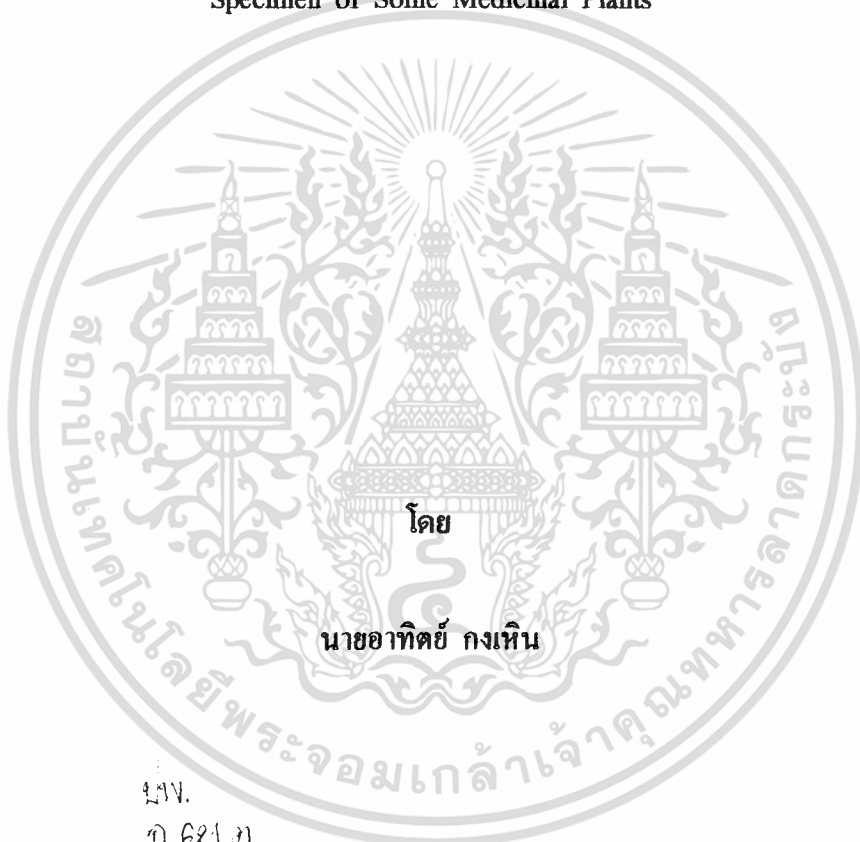 Specimen of Some Medicinal Plants
สถาบันเทคโนโลยีพระจอมเกล้าเจ้าคุณทหารลาดกระบัง
โดย
นายอาทิตย์ กงเหิน